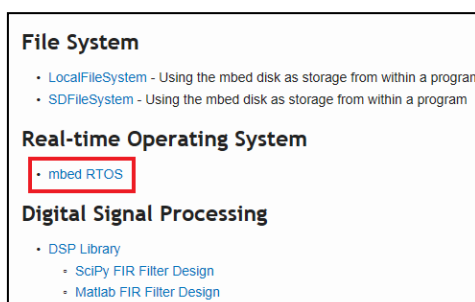 File System
• LocalFileSystem - Using the mbed disk as storage from within a program
• SDFileSystem - Using the mbed disk as storage from within a program
Real-time Operating System
• mbed RTOS
Digital Signal Processing
• DSP Library
◦ SciPy FIR Filter Design
◦ Matlab FIR Filter Design